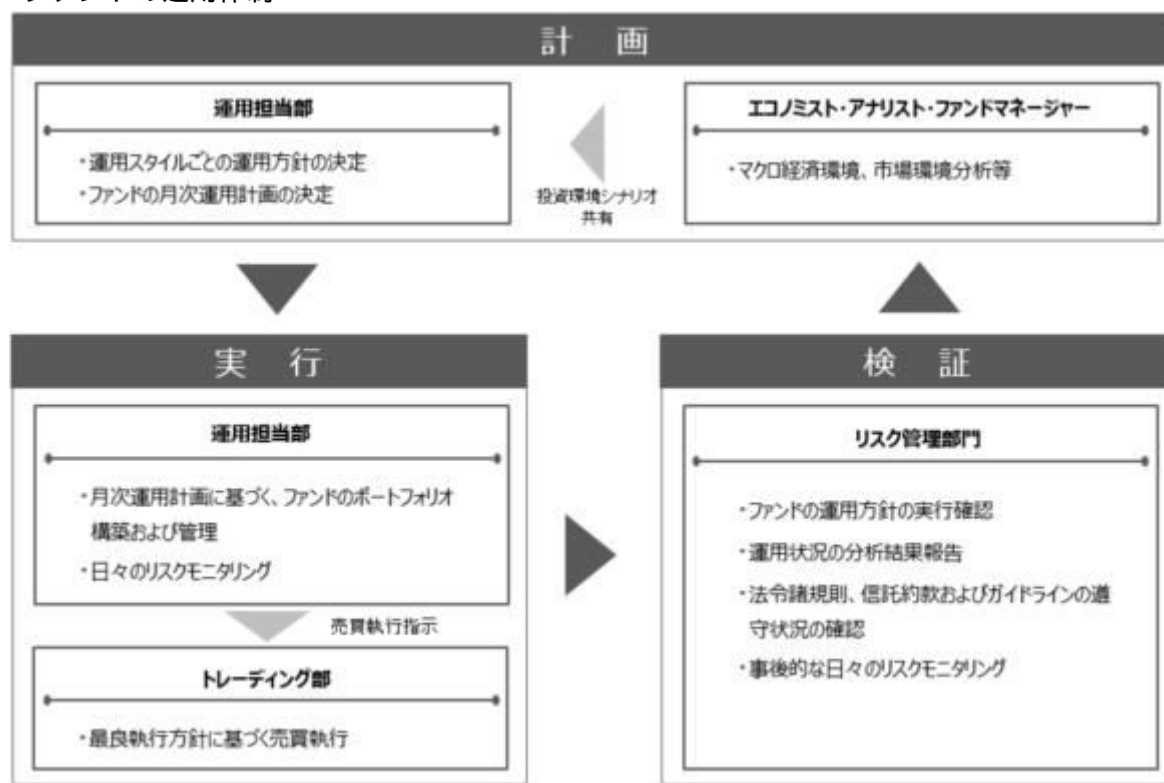 計 画
運用担当部
・運用スタイルごとの運用方針の決定
・ファンドの月次運用計画の決定
投資環境シナリオ
共有
エコノミスト・アナリスト・ファンドマネージャー
・マクロ経済環境、市場環境分析等
実 行
運用担当部
・月次運用計画に基づく、ファンドのポートフォリオ
構築および管理
・日々のリスクモニタリング
売買執行指示
トレーディング部
・最良執行方針に基づく売買執行
検 証
リスク管理部門
・ファンドの運用方針の実行確認
・運用状況の分析結果報告
・法令諸規則、信託約款およびガイドラインの遵
守状況の確認
・事後的な日々のリスクモニタリング